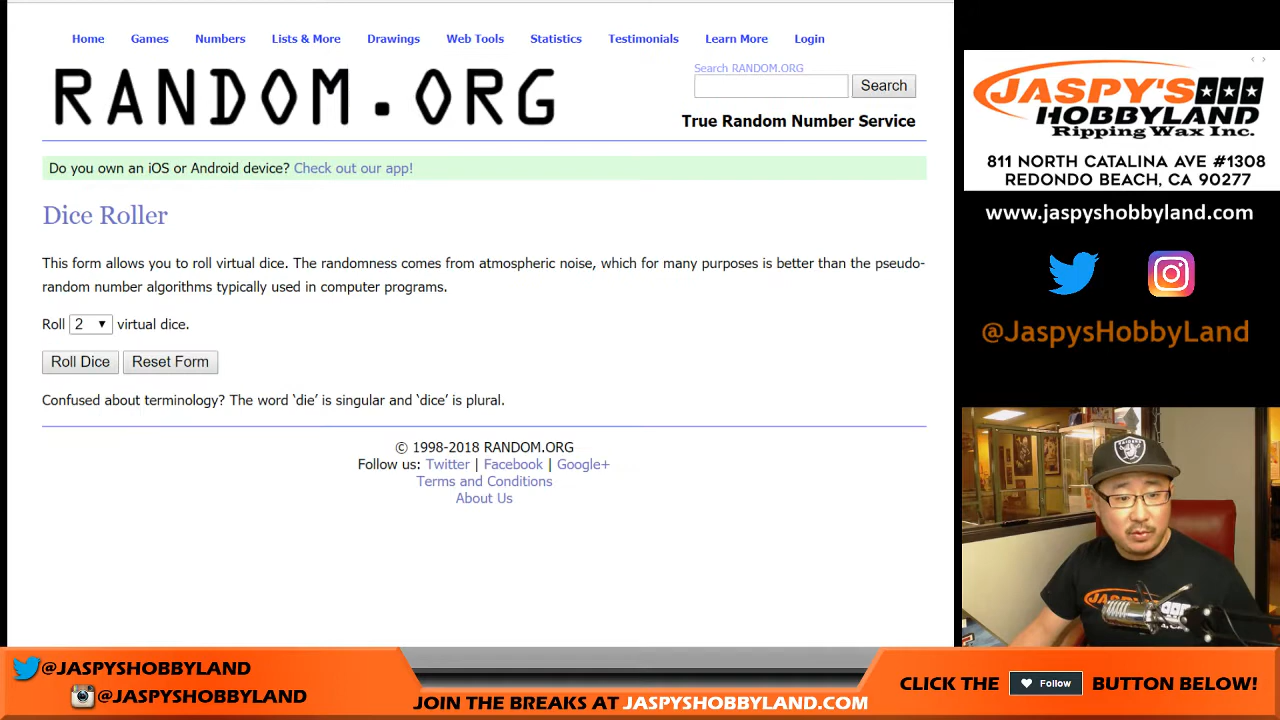 Home Games Numbers Lists & More Drawings Web Tools Statistics Testimonials Learn More Login
RANDOM.ORG
Search RANDOM.ORG
Search
True Random Number Service
Do you own an iOS or Android device? Check out our app!
Dice Roller
This form allows you to roll virtual dice. The randomness comes from atmospheric noise, which for many purposes is better than the pseudo-
random number algorithms typically used in computer programs.
Roll 2 virtual dice.
Roll Dice Reset Form
Confused about terminology? The word ‘die’ is singular and ‘dice’ is plural.
© 1998-2018 RANDOM.ORG
Follow us: Twitter | Facebook | Google+
Terms and Conditions
About Us
JASPY'S
HOBBYLAND
Ripping Wax Inc.
811 NORTH CATALINA AVE #1308
REDONDO BEACH, CA 90277
www.jaspyshobbyland.com
@JaspysHobbyLand
RAIDERS
@JASPYSHOBBYLAND
@JASPYSHOBBYLAND
JOIN THE BREAKS AT JASPYSHOBBYLAND.COM
CLICK THE Follow BUTTON BELOW!